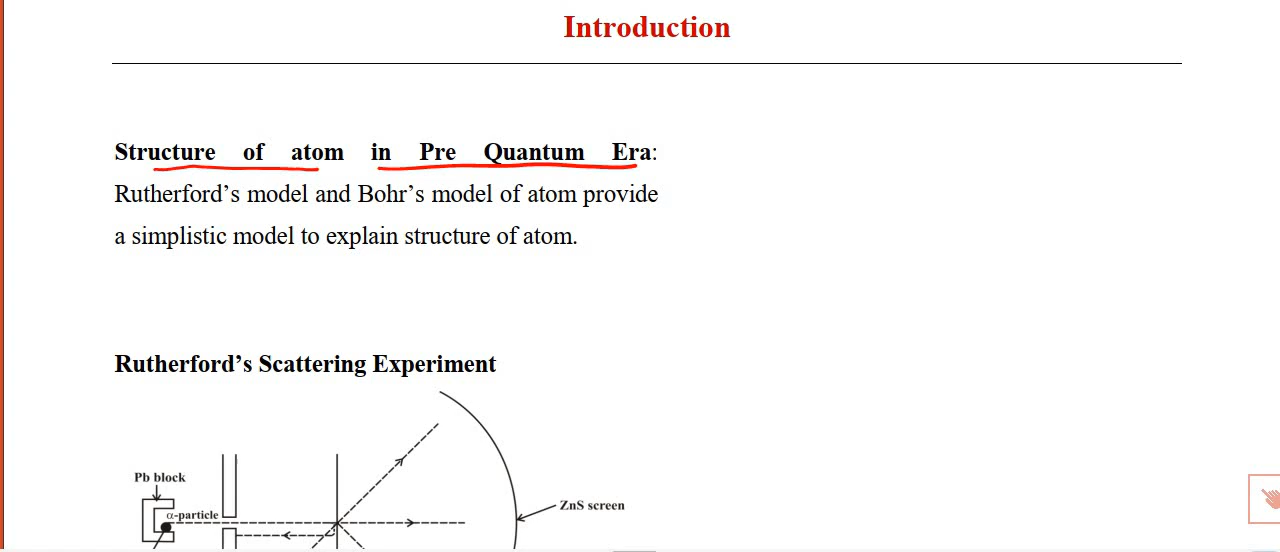 Introduction
Structure of atom in Pre Quantum Era:
Rutherford’s model and Bohr’s model of atom provide
a simplistic model to explain structure of atom.
Rutherford’s Scattering Experiment
Pb block
α-particle
ZnS screen